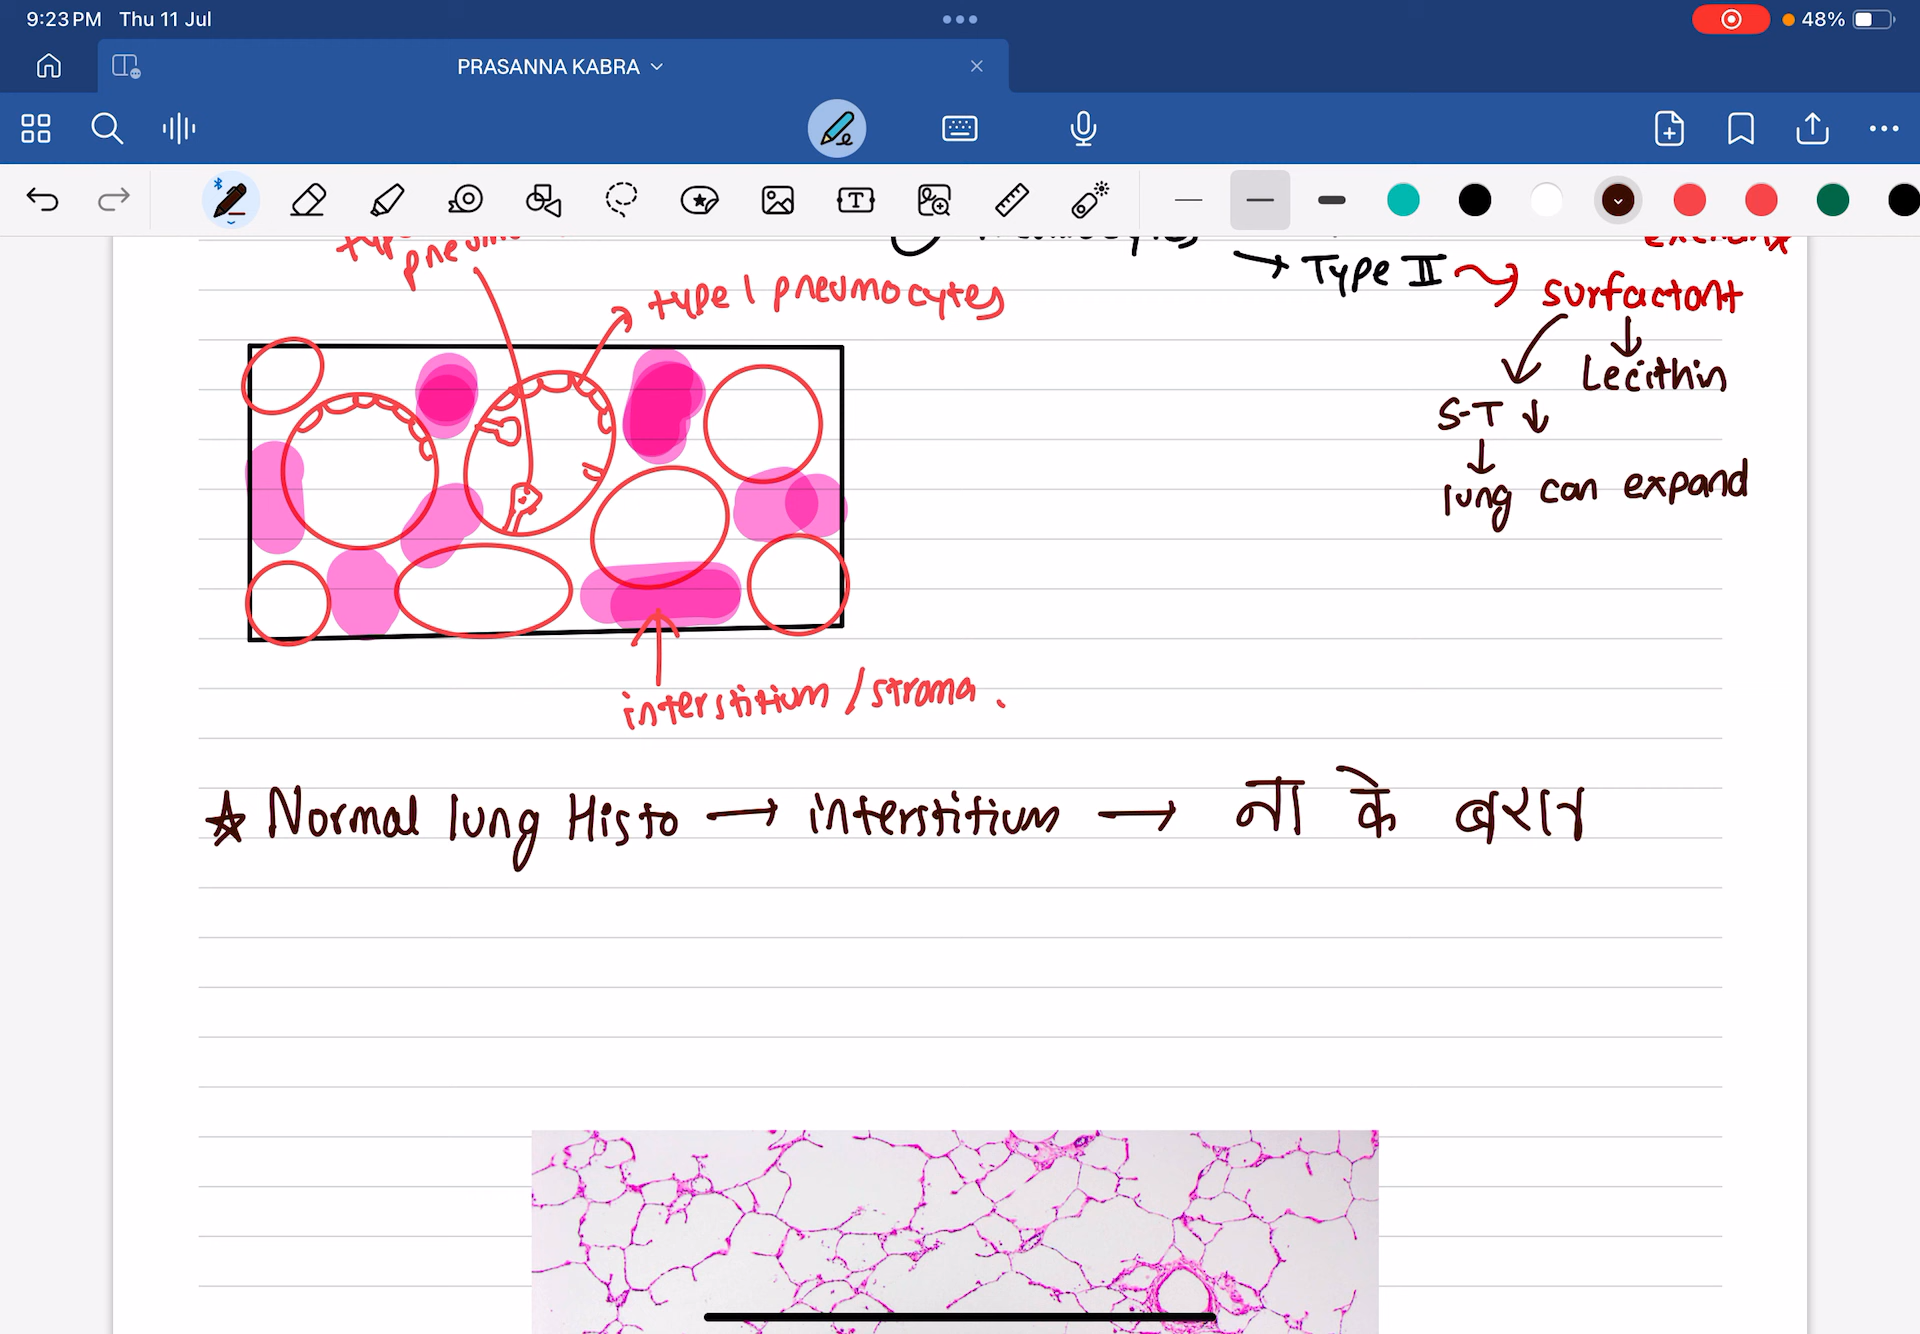 9:23 PM Thu 11 Jul
48%
PRASANNA KABRA
type 1 pneumocytes
→ Type II
surfactant
Lecithin
S-T ↓
↓
lung can expand
interstitium / stroma.
☆ Normal lung Histo → interstitium → ना के बराबर